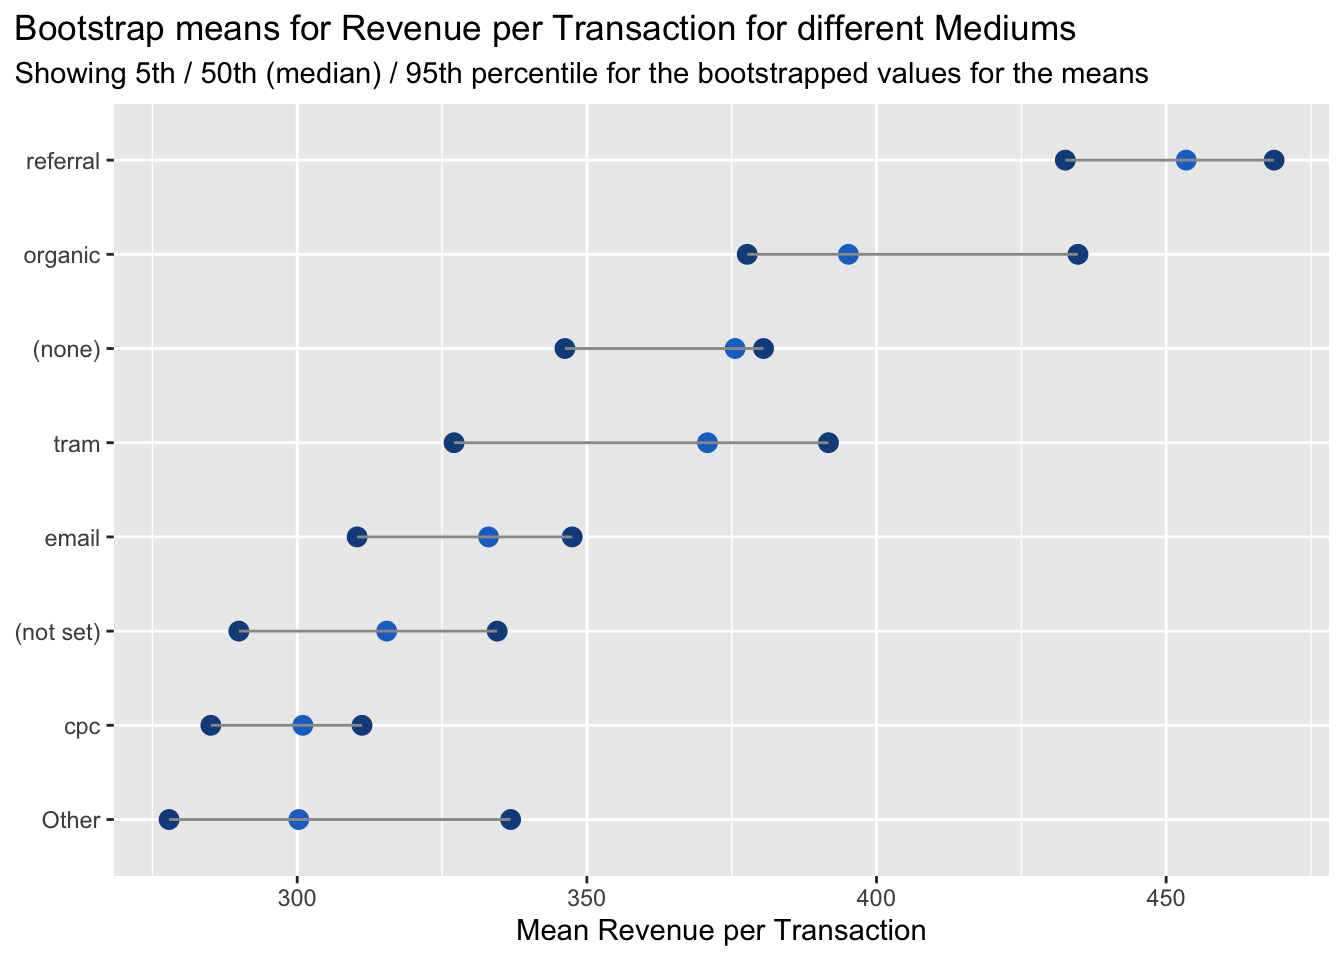 Bootstrap means for Revenue per Transaction for different Mediums
Showing 5th / 50th (median) / 95th percentile for the bootstrapped values for the means
referral
organic
(none)
tram
email
(not set)
cpc
Other
300 350 400 450
Mean Revenue per Transaction